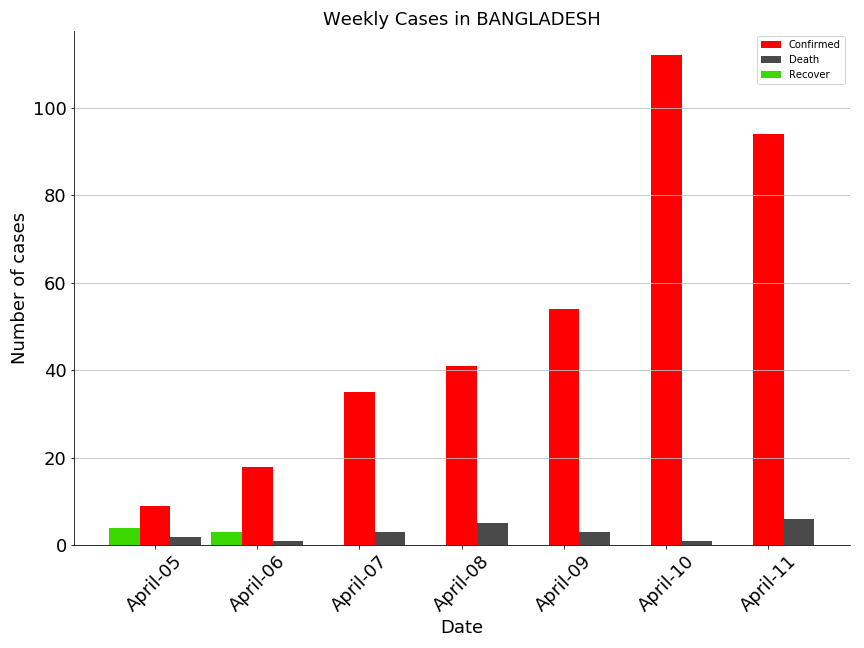 Weekly Cases in BANGLADESH
Confirmed
Death
Recover
Number of cases
100
80
60
40
20
0
April-05
April-06
April-07
April-08
April-09
April-10
April-11
Date